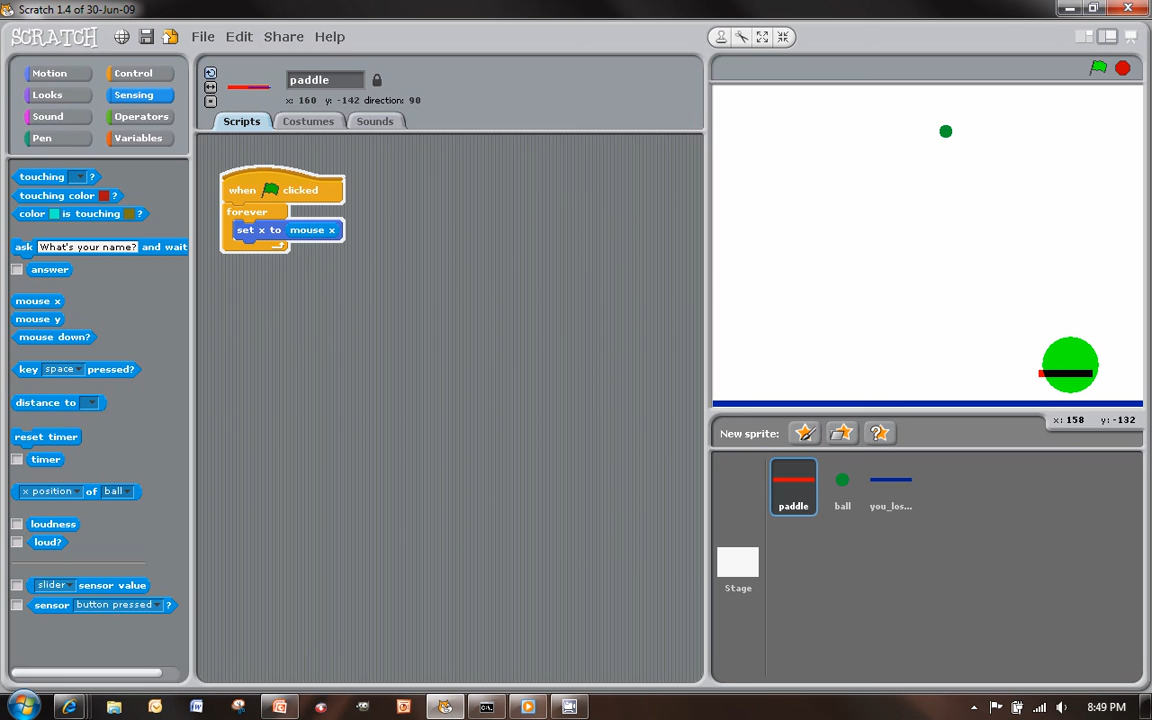 Scratch 1.4 of 30-Jun-09
SCRATCH File Edit Share Help
Motion Control
Looks Sensing
Sound Operators
Pen Variables
touching ?
touching color ?
color is touching ?
ask What's your name? and wait
answer
mouse x
mouse y
mouse down?
key space pressed?
distance to
reset timer
timer
x position of ball
loudness
loud?
slider sensor value
sensor button pressed ?
paddle
x: 160 y: -142 direction: 90
Scripts Costumes Sounds
when clicked
forever
set x to mouse x
x: 158 y: -132
New sprite:
paddle ball you_los...
Stage
8:49 PM